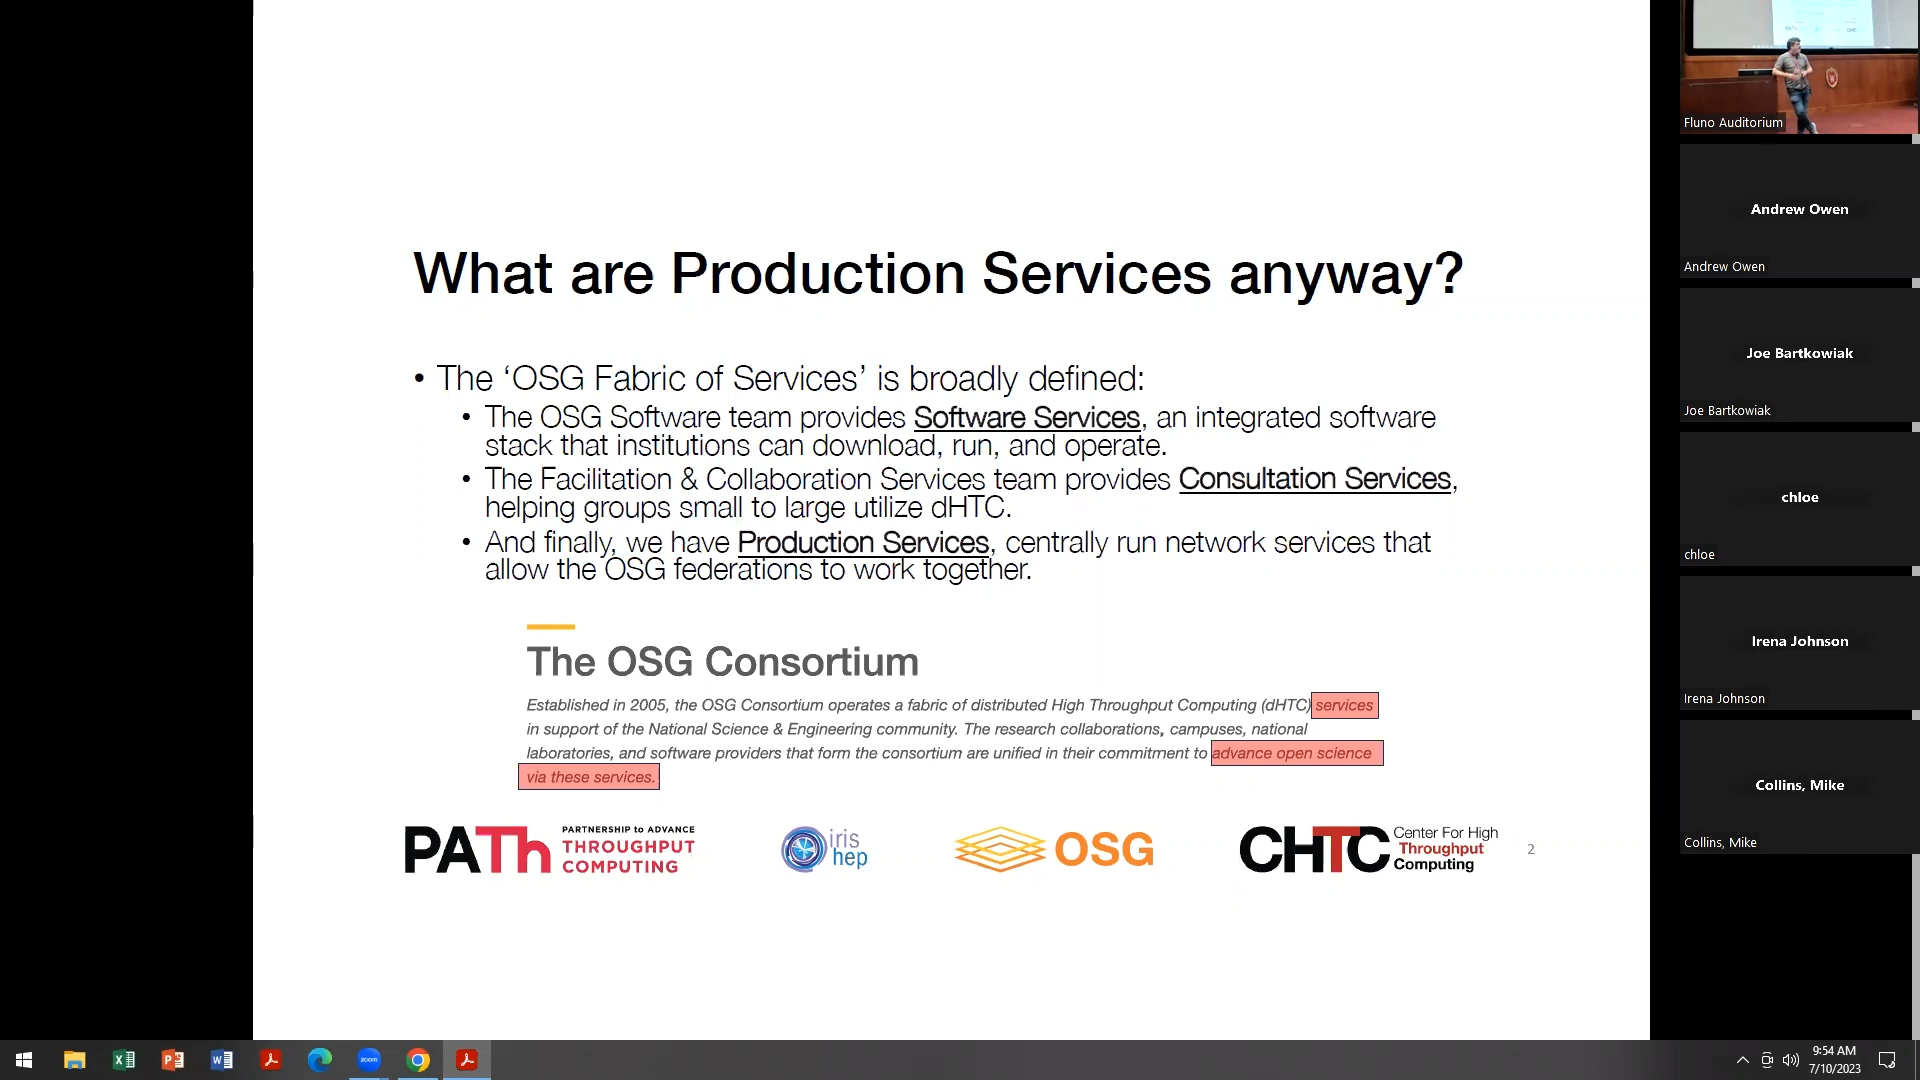 What are Production Services anyway?
• The ‘OSG Fabric of Services’ is broadly defined:
• The OSG Software team provides Software Services, an integrated software
stack that institutions can download, run, and operate.
• The Facilitation & Collaboration Services team provides Consultation Services,
helping groups small to large utilize dHTC.
• And finally, we have Production Services, centrally run network services that
allow the OSG federations to work together.
The OSG Consortium
Established in 2005, the OSG Consortium operates a fabric of distributed High Throughput Computing (dHTC) services
in support of the National Science & Engineering community. The research collaborations, campuses, national
laboratories, and software providers that form the consortium are unified in their commitment to advance open science
via these services.
PATh
PARTNERSHIP to ADVANCE
THROUGHPUT
COMPUTING
iris
hep
OSG
CHTC
Center For High
Throughput
Computing
2
Fluno Auditorium
Andrew Owen
Andrew Owen
Joe Bartkowiak
Joe Bartkowiak
chloe
chloe
Irena Johnson
Irena Johnson
Collins, Mike
Collins, Mike
zoom
9:54 AM
7/10/2023